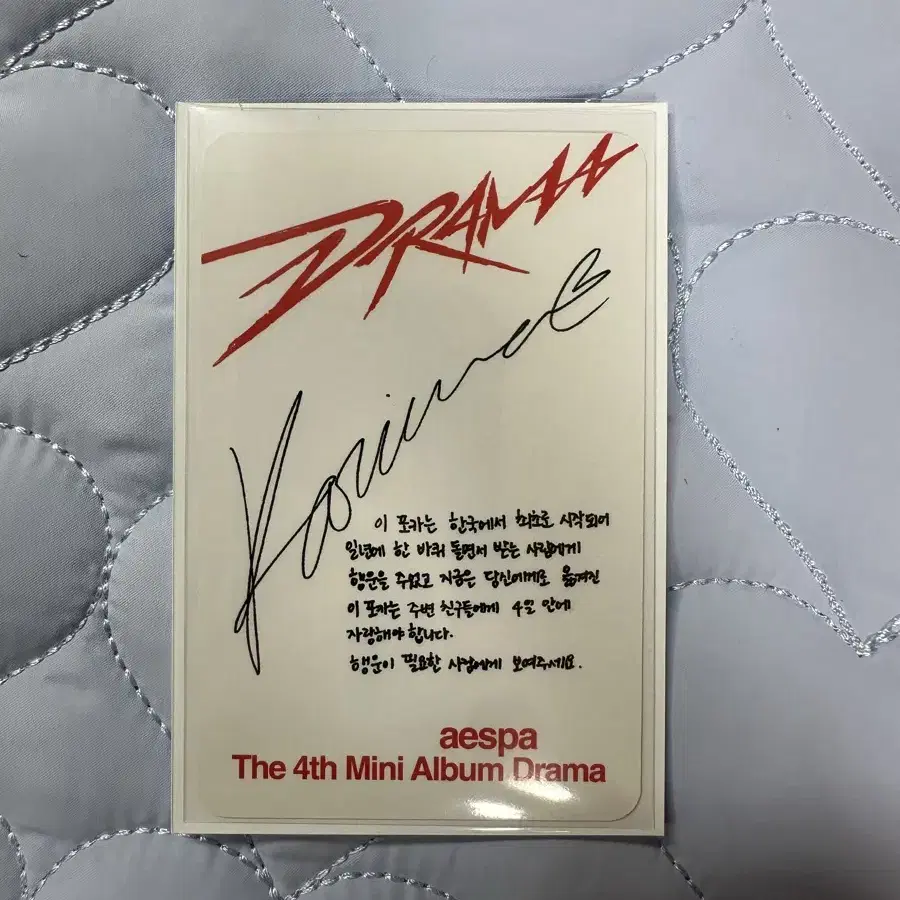 DRAMA
Karina
이 포카는 한국에서 최초로 시작되어
일년에 한 바퀴 돌면서 받는 사람에게
행운을 주었고 지금은 당신에게로 옮겨진
이 포카는 주변 친구들에게 4일 안에
자랑해야 합니다.
행운이 필요한 사람에게 보여주세요.
aespa
The 4th Mini Album Drama